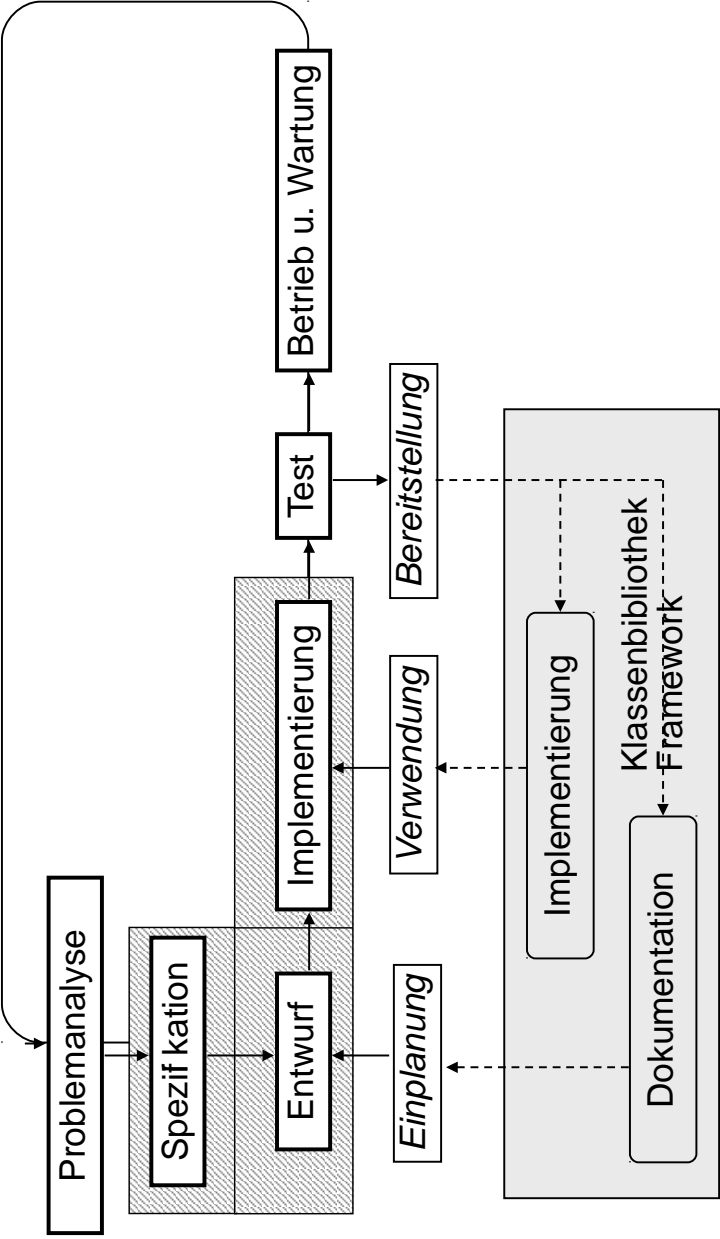 Problemanalyse
Spezif kation
Entwurf
Implementierung
Test
Betrieb u. Wartung
Einplanung
Verwendung
Bereitstellung
Implementierung
Klassenbibliothek
Framework
Dokumentation